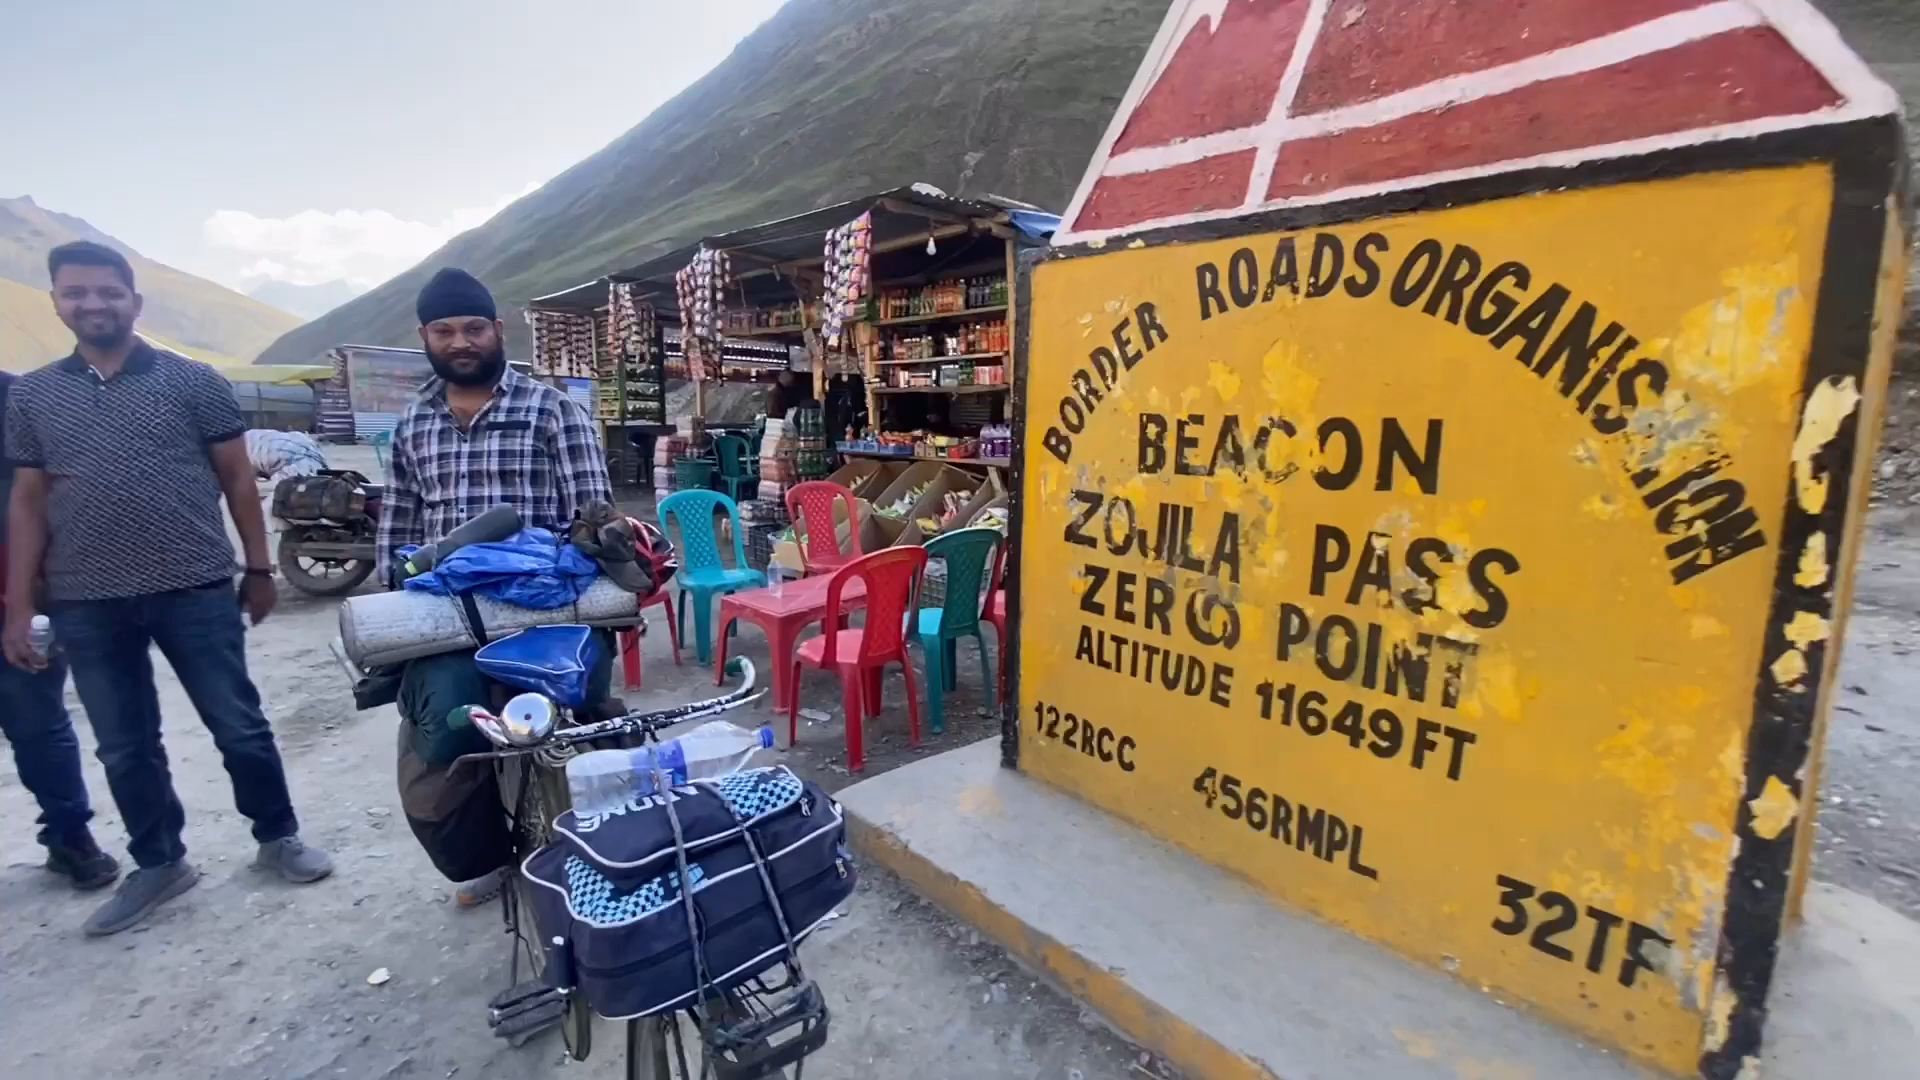 BORDER ROADS ORGANISATION
BEACON
ZOJILA PASS
ZERO POINT
ALTITUDE 11649 FT
122RCC
456RMPL
32TF